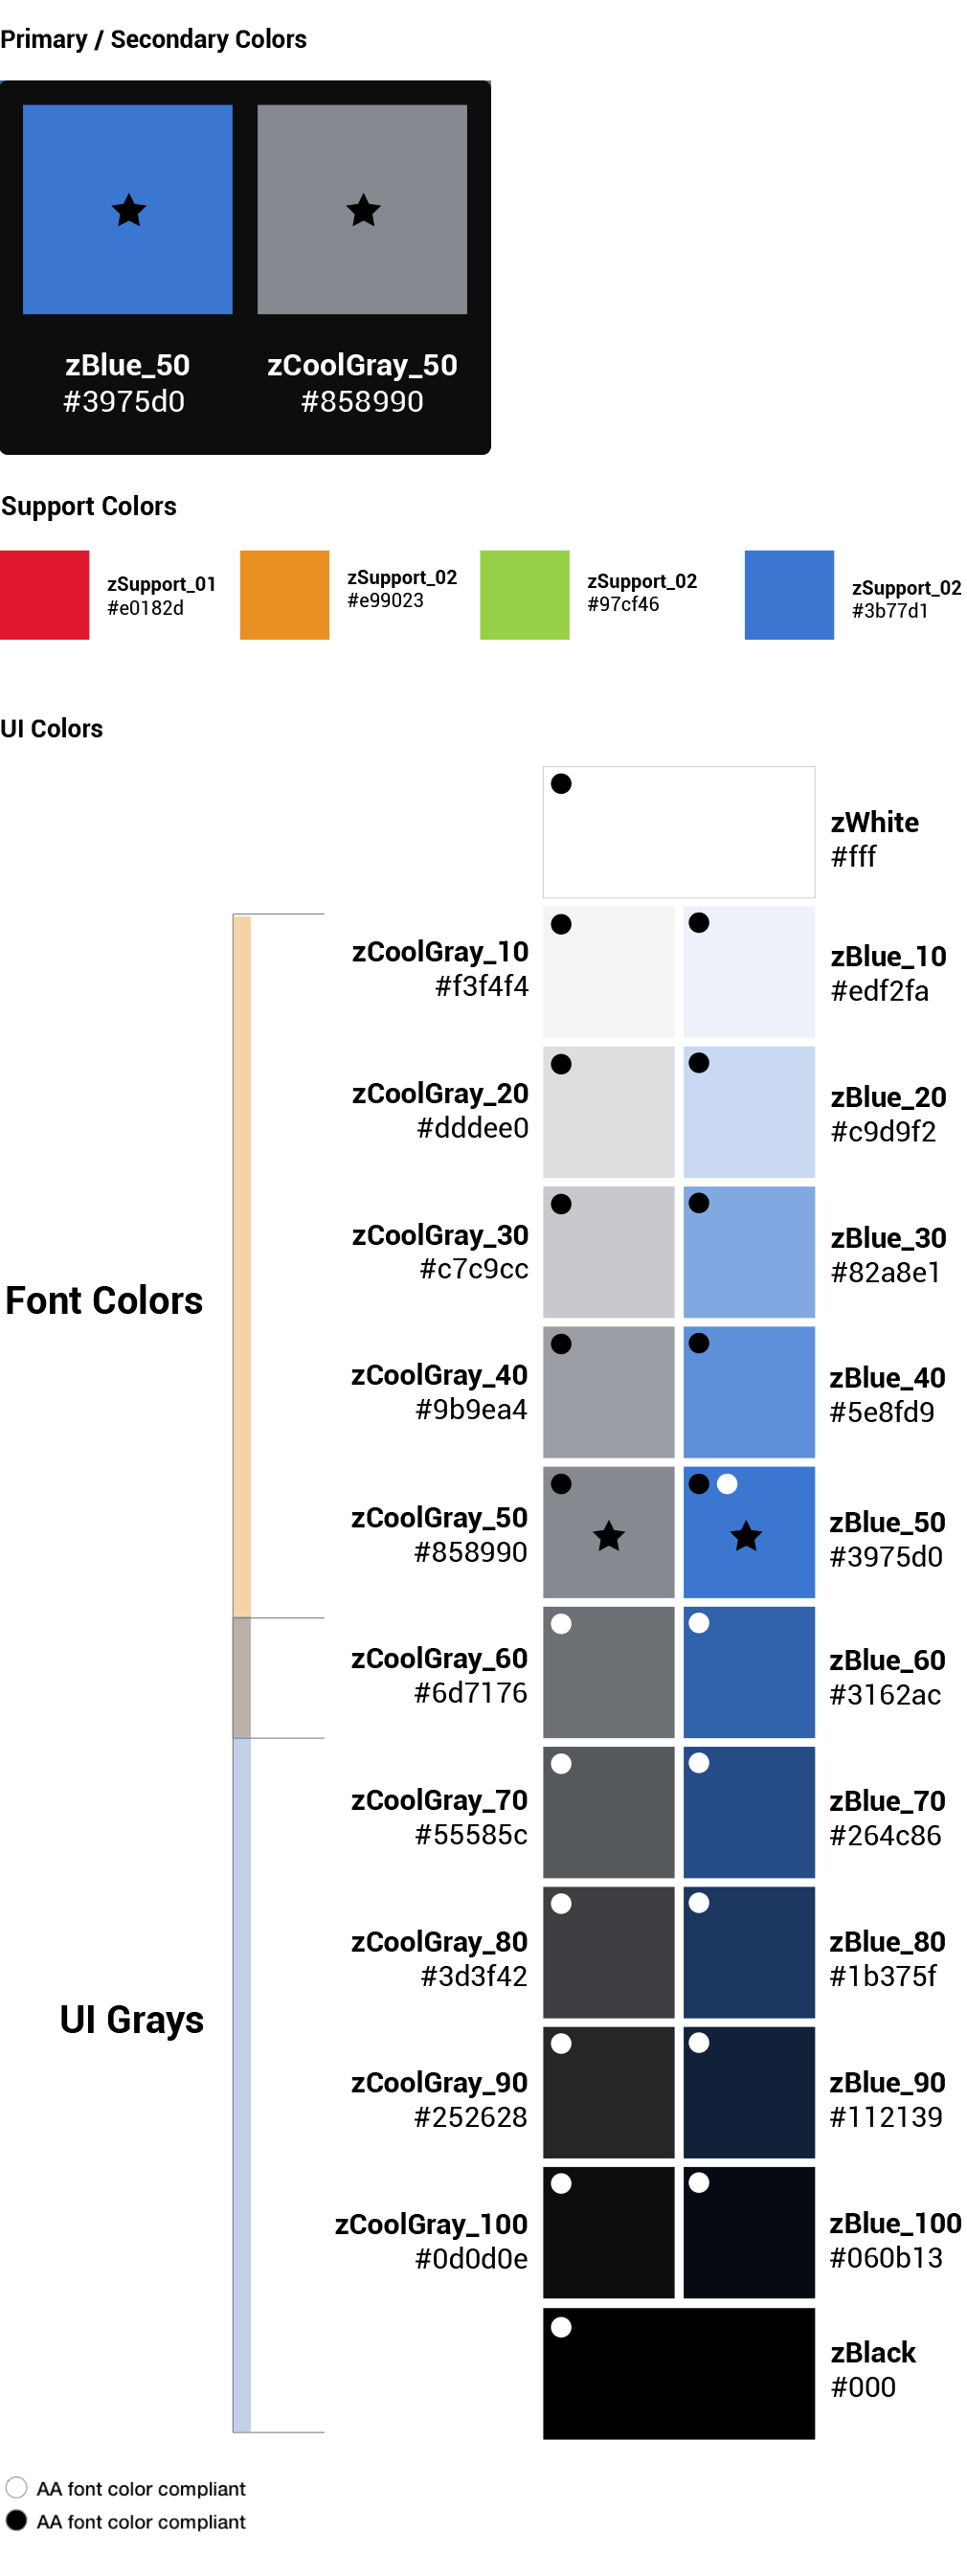 Primary / Secondary Colors
zBlue_50
#3975d0
zCoolGray_50
#858990
Support Colors
zSupport_01
#e0182d
zSupport_02
#e99023
zSupport_02
#97cf46
zSupport_02
#3b77d1
UI Colors
zWhite
#fff
zCoolGray_10
#f3f4f4
zBlue_10
#edf2fa
zCoolGray_20
#dddee0
zBlue_20
#c9d9f2
zCoolGray_30
#c7c9cc
zBlue_30
#82a8e1
Font Colors
zCoolGray_40
#9b9ea4
zBlue_40
#5e8fd9
zCoolGray_50
#858990
zBlue_50
#3975d0
zCoolGray_60
#6d7176
zBlue_60
#3162ac
zCoolGray_70
#55585c
zBlue_70
#264c86
zCoolGray_80
#3d3f42
zBlue_80
#1b375f
UI Grays
zCoolGray_90
#252628
zBlue_90
#112139
zCoolGray_100
#0d0d0e
zBlue_100
#060b13
zBlack
#000
AA font color compliant
AA font color compliant